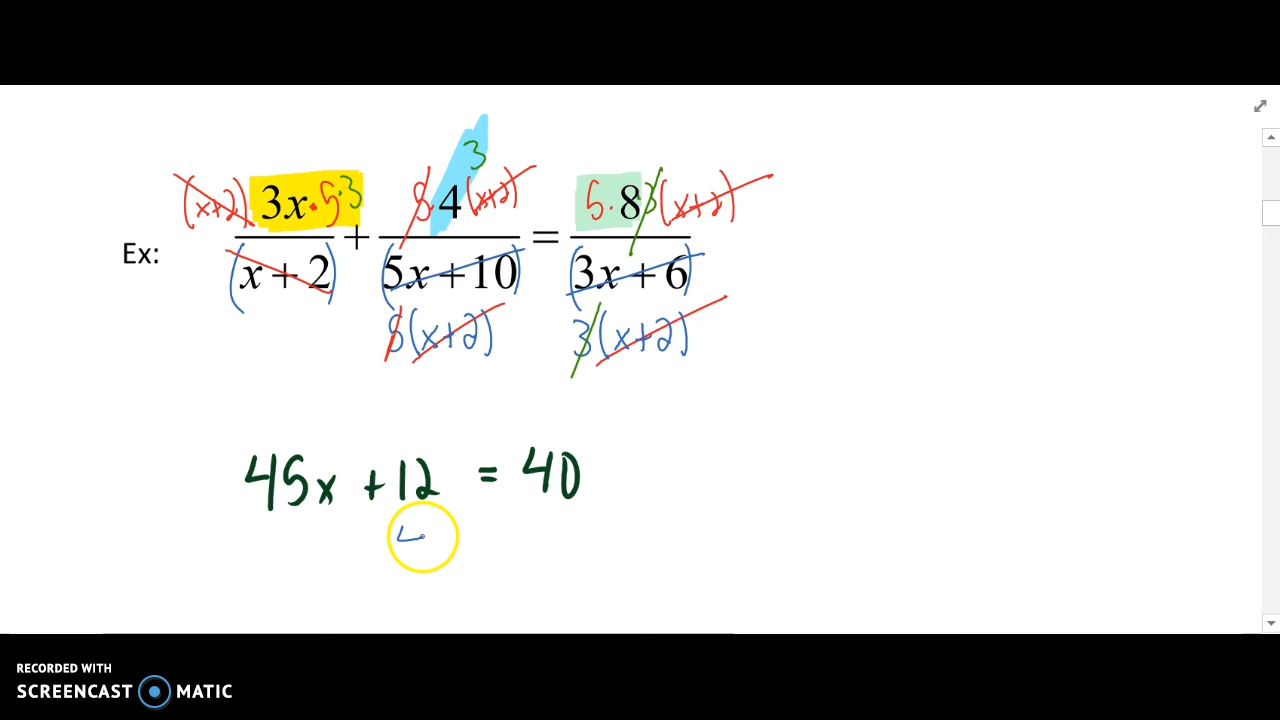 3
(x+2) 3x • 5 · 3 + 5 · 4 (x+2) = 5 · 8 3 (x+2)
Ex:
(x + 2) (5x + 10) (3x + 6)
5 (x+2) 3 (x+2)
45x + 12 = 40
RECORDED WITH
SCREENCAST MATIC